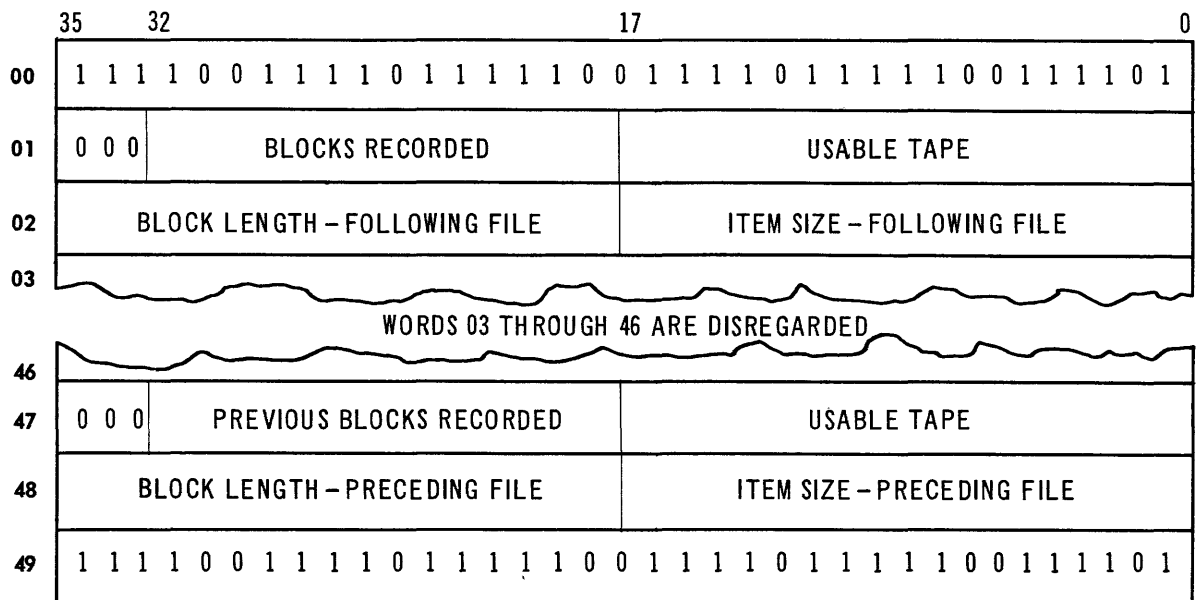 35 32 17 0
00 1 1 1 1 0 0 1 1 1 1 0 1 1 1 1 1 0 0 1 1 1 1 0 1 1 1 1 1 0 0 1 1 1 1 0 1
01 0 0 0 BLOCKS RECORDED USABLE TAPE
02 BLOCK LENGTH – FOLLOWING FILE ITEM SIZE – FOLLOWING FILE
03
WORDS 03 THROUGH 46 ARE DISREGARDED
46
47 0 0 0 PREVIOUS BLOCKS RECORDED USABLE TAPE
48 BLOCK LENGTH – PRECEDING FILE ITEM SIZE – PRECEDING FILE
49 1 1 1 1 0 0 1 1 1 1 0 1 1 1 1 1 0 0 1 1 1 1 0 1 1 1 1 1 0 0 1 1 1 1 0 1